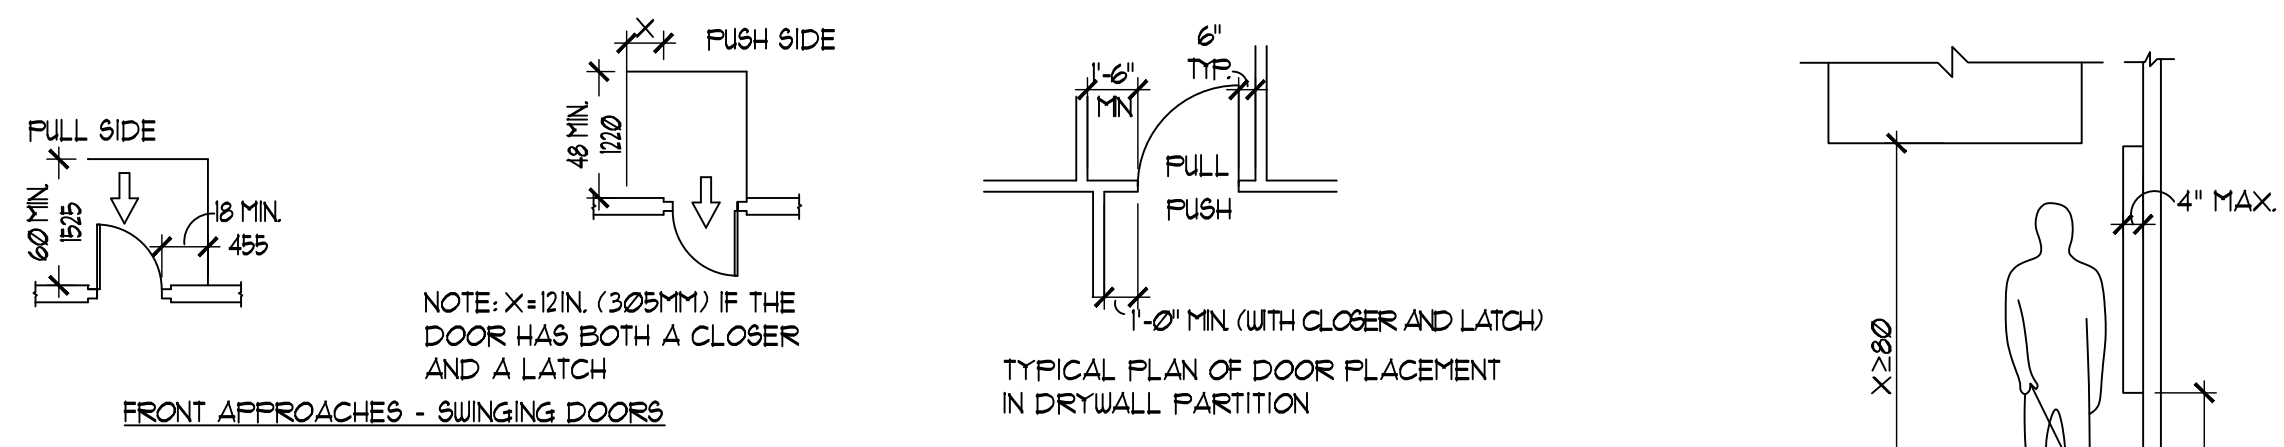 PULL SIDE
60 MIN.
1525
18 MIN.
455
X
PUSH SIDE
48 MIN.
1220
NOTE: X=12IN. (305MM) IF THE
DOOR HAS BOTH A CLOSER
AND A LATCH
FRONT APPROACHES - SWINGING DOORS
6"
TYP.
1'-6"
MIN
PULL
PUSH
1'-0" MIN. (WITH CLOSER AND LATCH)
TYPICAL PLAN OF DOOR PLACEMENT
IN DRYWALL PARTITION
X≥80
4" MAX.